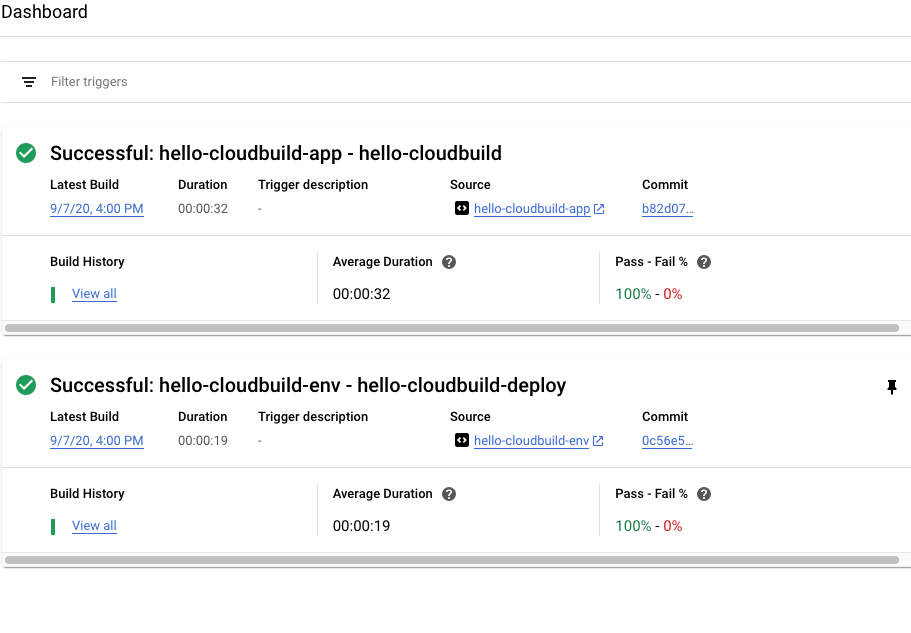 Dashboard
Filter triggers
Successful: hello-cloudbuild-app - hello-cloudbuild
Latest Build Duration Trigger description Source Commit
9/7/20, 4:00 PM 00:00:32 - hello-cloudbuild-app b82d07…
Build History Average Duration Pass - Fail %
View all 00:00:32 100% - 0%
Successful: hello-cloudbuild-env - hello-cloudbuild-deploy
Latest Build Duration Trigger description Source Commit
9/7/20, 4:00 PM 00:00:19 - hello-cloudbuild-env 0c56e5…
Build History Average Duration Pass - Fail %
View all 00:00:19 100% - 0%